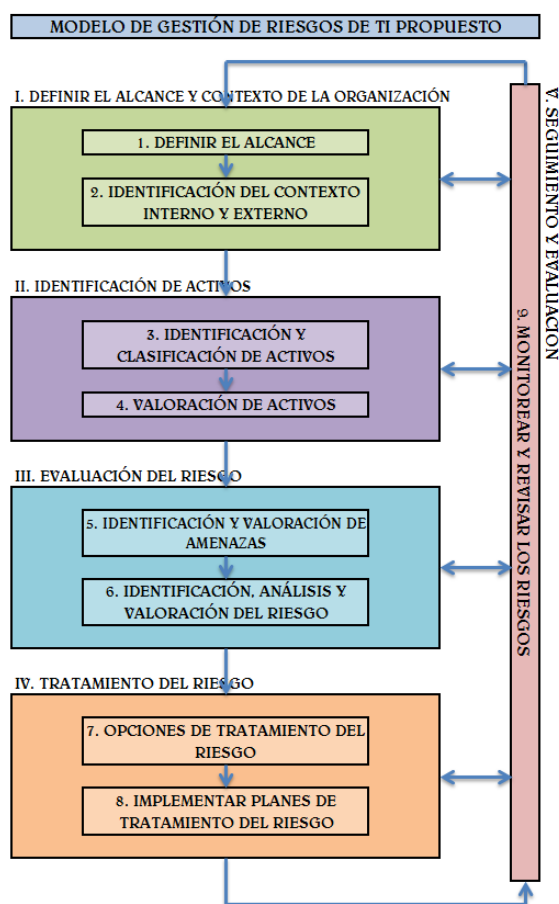 MODELO DE GESTIÓN DE RIESGOS DE TI PROPUESTO
I. DEFINIR EL ALCANCE Y CONTEXTO DE LA ORGANIZACIÓN
1. DEFINIR EL ALCANCE
2. IDENTIFICACIÓN DEL CONTEXTO
INTERNO Y EXTERNO
II. IDENTIFICACIÓN DE ACTIVOS
3. IDENTIFICACIÓN Y
CLASIFICACIÓN DE ACTIVOS
4. VALORACIÓN DE ACTIVOS
III. EVALUACIÓN DEL RIESGO
5. IDENTIFICACIÓN Y VALORACIÓN DE
AMENAZAS
6. IDENTIFICACIÓN, ANÁLISIS Y
VALORACIÓN DEL RIESGO
IV. TRATAMIENTO DEL RIESGO
7. OPCIONES DE TRATAMIENTO DEL
RIESGO
8. IMPLEMENTAR PLANES DE
TRATAMIENTO DEL RIESGO
V. SEGUIMIENTO Y EVALUACIÓN
9. MONITOREAR Y REVISAR LOS RIESGOS